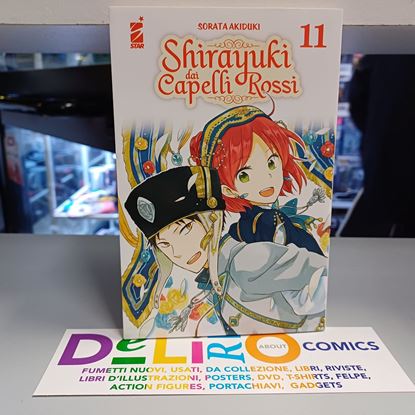 SORATA AKIDUKI
STAR
11
Shirayuki
dai
Capelli Rossi
DeLIRIO ABOUT COMICS
FUMETTI NUOVI, USATI, DA COLLEZIONE, LIBRI, RIVISTE,
LIBRI D'ILLUSTRAZIONI, POSTERS, DVD, T-SHIRTS, FELPE,
ACTION FIGURES, PORTACHIAVI, GADGETS